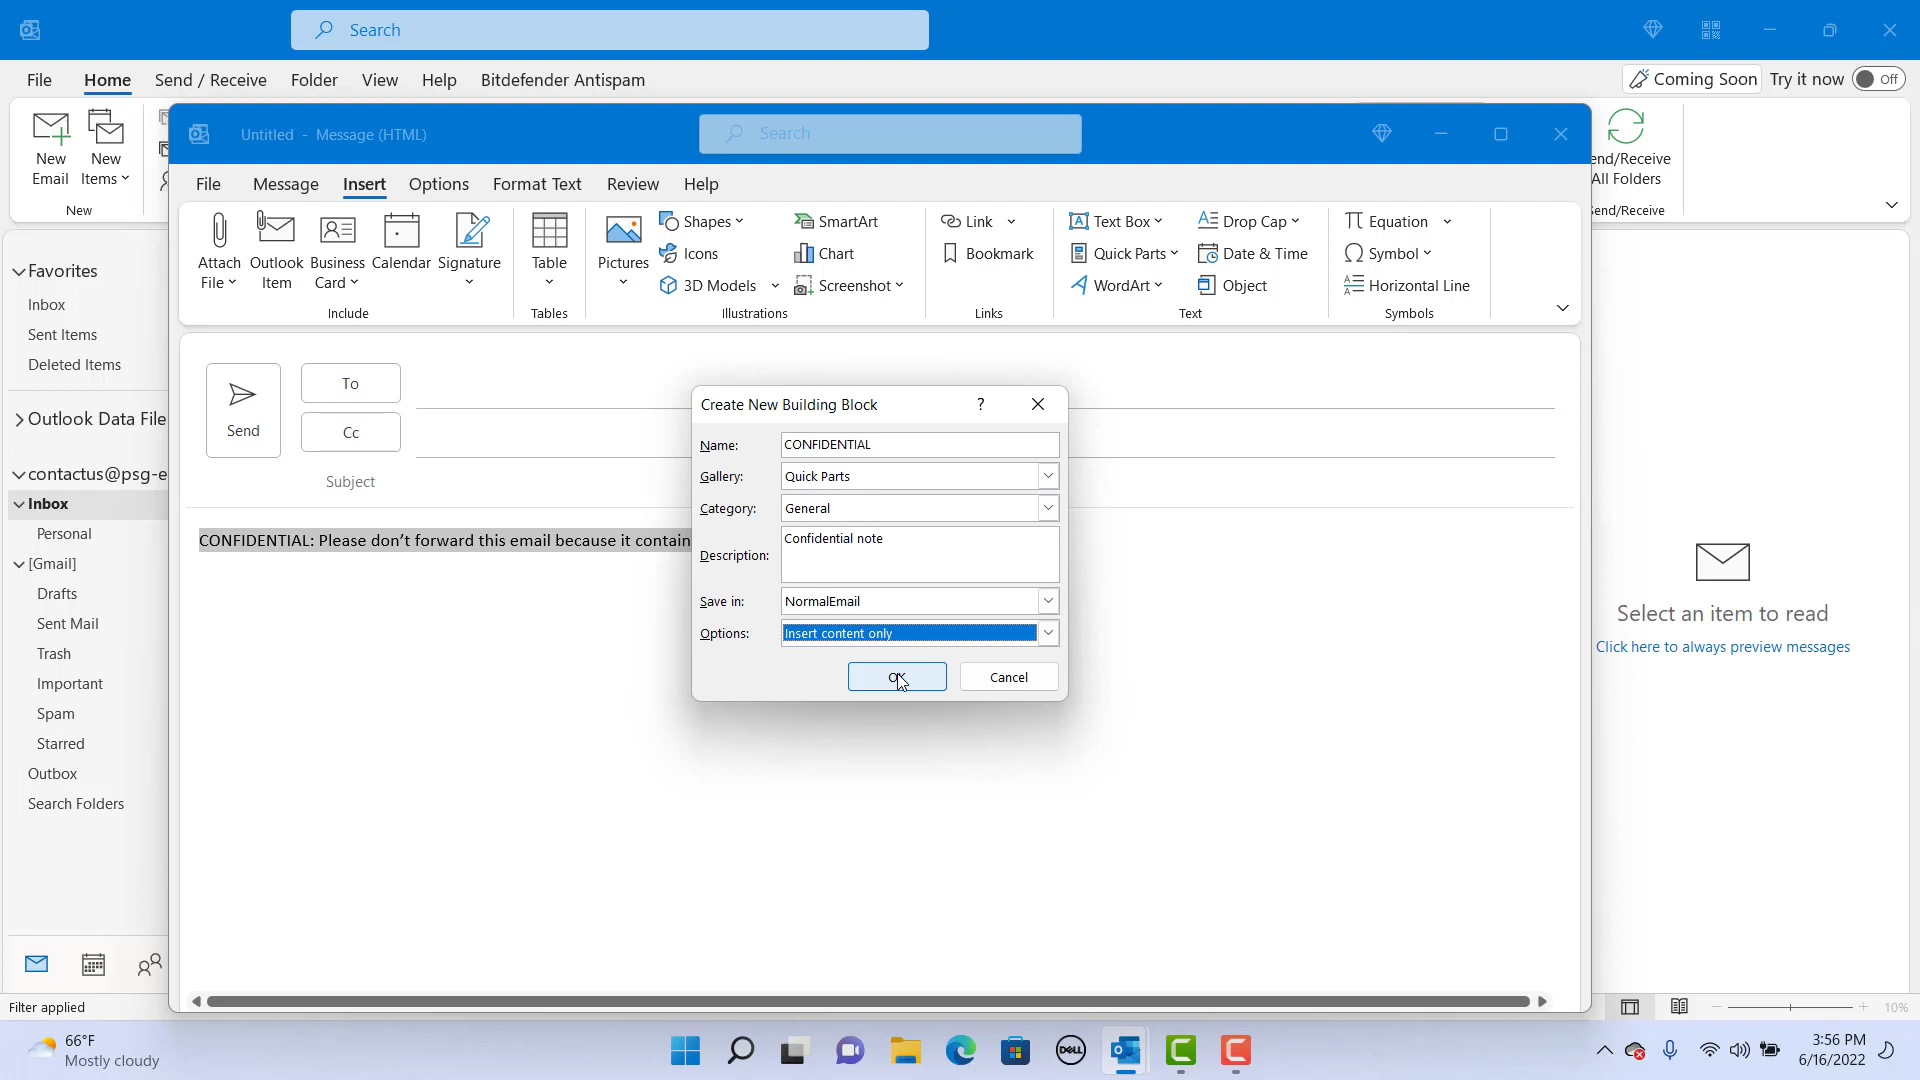 Search
File Home Send / Receive Folder View Help Bitdefender Antispam
Coming Soon Try it now Off
New Email
New Items
New
end/Receive
All Folders
Send/Receive
Untitled - Message (HTML)
Search
File Message Insert Options Format Text Review Help
Attach File
Outlook Item
Business Card
Calendar
Signature
Include
Table
Tables
Pictures
Shapes
Icons
3D Models
SmartArt
Chart
Screenshot
Illustrations
Link
Bookmark
Links
Text Box
Quick Parts
WordArt
Drop Cap
Date & Time
Object
Text
Equation
Symbol
Horizontal Line
Symbols
Favorites
Inbox
Sent Items
Deleted Items
Outlook Data File
contactus@psg-e
Inbox
Personal
[Gmail]
Drafts
Sent Mail
Trash
Important
Spam
Starred
Outbox
Search Folders
Send
To
Cc
Subject
CONFIDENTIAL: Please don't forward this email because it contain
Create New Building Block ?
Name: CONFIDENTIAL
Gallery: Quick Parts
Category: General
Description: Confidential note
Save in: NormalEmail
Options: Insert content only
OK Cancel
Select an item to read
Click here to always preview messages
Filter applied
10%
66°F
Mostly cloudy
DELL
3:56 PM
6/16/2022